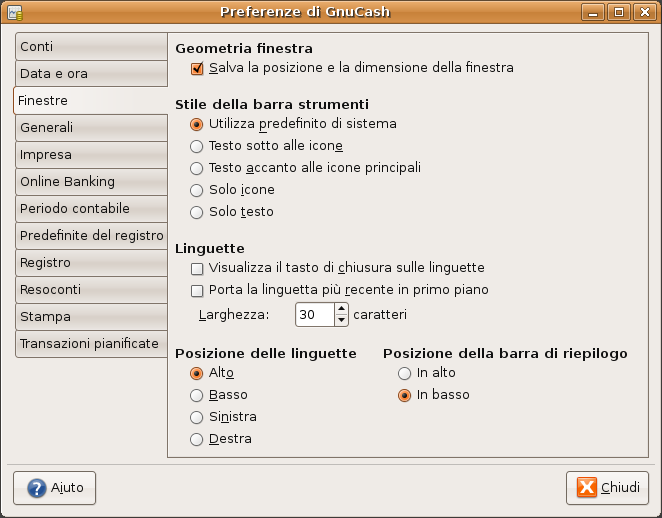 Preferenze di GnuCash
Conti
Data e ora
Finestre
Generali
Impresa
Online Banking
Periodo contabile
Predefinite del registro
Registro
Resoconti
Stampa
Transazioni pianificate
Geometria finestra
Salva la posizione e la dimensione della finestra
Stile della barra strumenti
Utilizza predefinito di sistema
Testo sotto alle icone
Testo accanto alle icone principali
Solo icone
Solo testo
Linguette
Visualizza il tasto di chiusura sulle linguette
Porta la linguetta più recente in primo piano
Larghezza: 30 caratteri
Posizione delle linguette
Alto
Basso
Sinistra
Destra
Posizione della barra di riepilogo
In alto
In basso
Aiuto
Chiudi